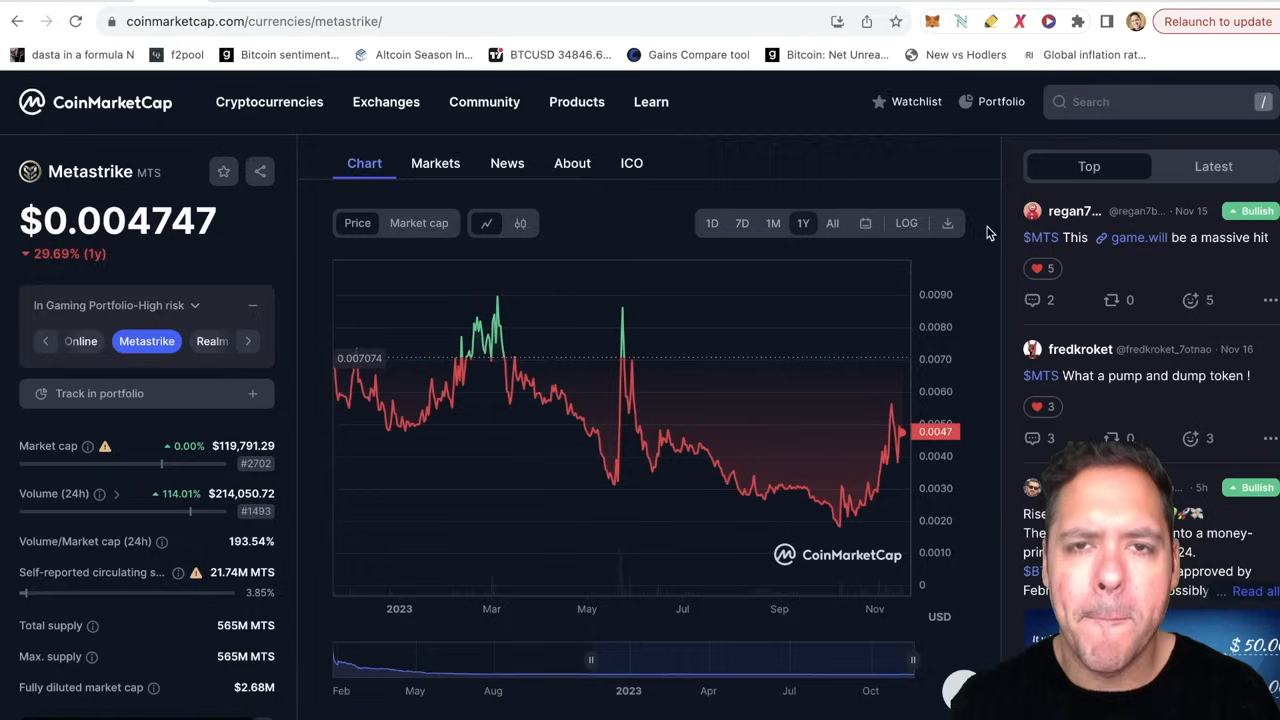 coinmarketcap.com/currencies/metastrike/
Relaunch to update
dasta in a formula N
f2pool
Bitcoin sentiment...
Altcoin Season In...
BTCUSD 34846.6...
Gains Compare tool
Bitcoin: Net Unrea...
New vs Hodlers
Global inflation rat...
CoinMarketCap
Cryptocurrencies
Exchanges
Community
Products
Learn
Watchlist
Portfolio
Search
/
Metastrike MTS
$0.004747
29.69% (1y)
In Gaming Portfolio-High risk
Online
Metastrike
Realm
Track in portfolio
Market cap
0.00% $119,791.29
#2702
Volume (24h)
114.01% $214,050.72
#1493
Volume/Market cap (24h)
193.54%
Self-reported circulating s...
21.74M MTS
3.85%
Total supply
565M MTS
Max. supply
565M MTS
Fully diluted market cap
$2.68M
Chart
Markets
News
About
ICO
Price
Market cap
1D
7D
1M
1Y
All
LOG
0.0090
0.0080
0.0070
0.0060
0.0050
0.0047
0.0040
0.0030
0.0020
0.0010
0
0.007074
CoinMarketCap
2023
Mar
May
Jul
Sep
Nov
USD
Feb
May
Aug
2023
Apr
Jul
Oct
Top
Latest
regan7... @regan7b... · Nov 15
Bullish
$MTS This game.will be a massive hit
5
2
0
5
fredkroket @fredkroket_7otnao · Nov 16
$MTS What a pump and dump token !
3
3
0
3
... · 5h
Bullish
Rise
nto a money-
24.
approved by
ossibly ... Read all
$50.0